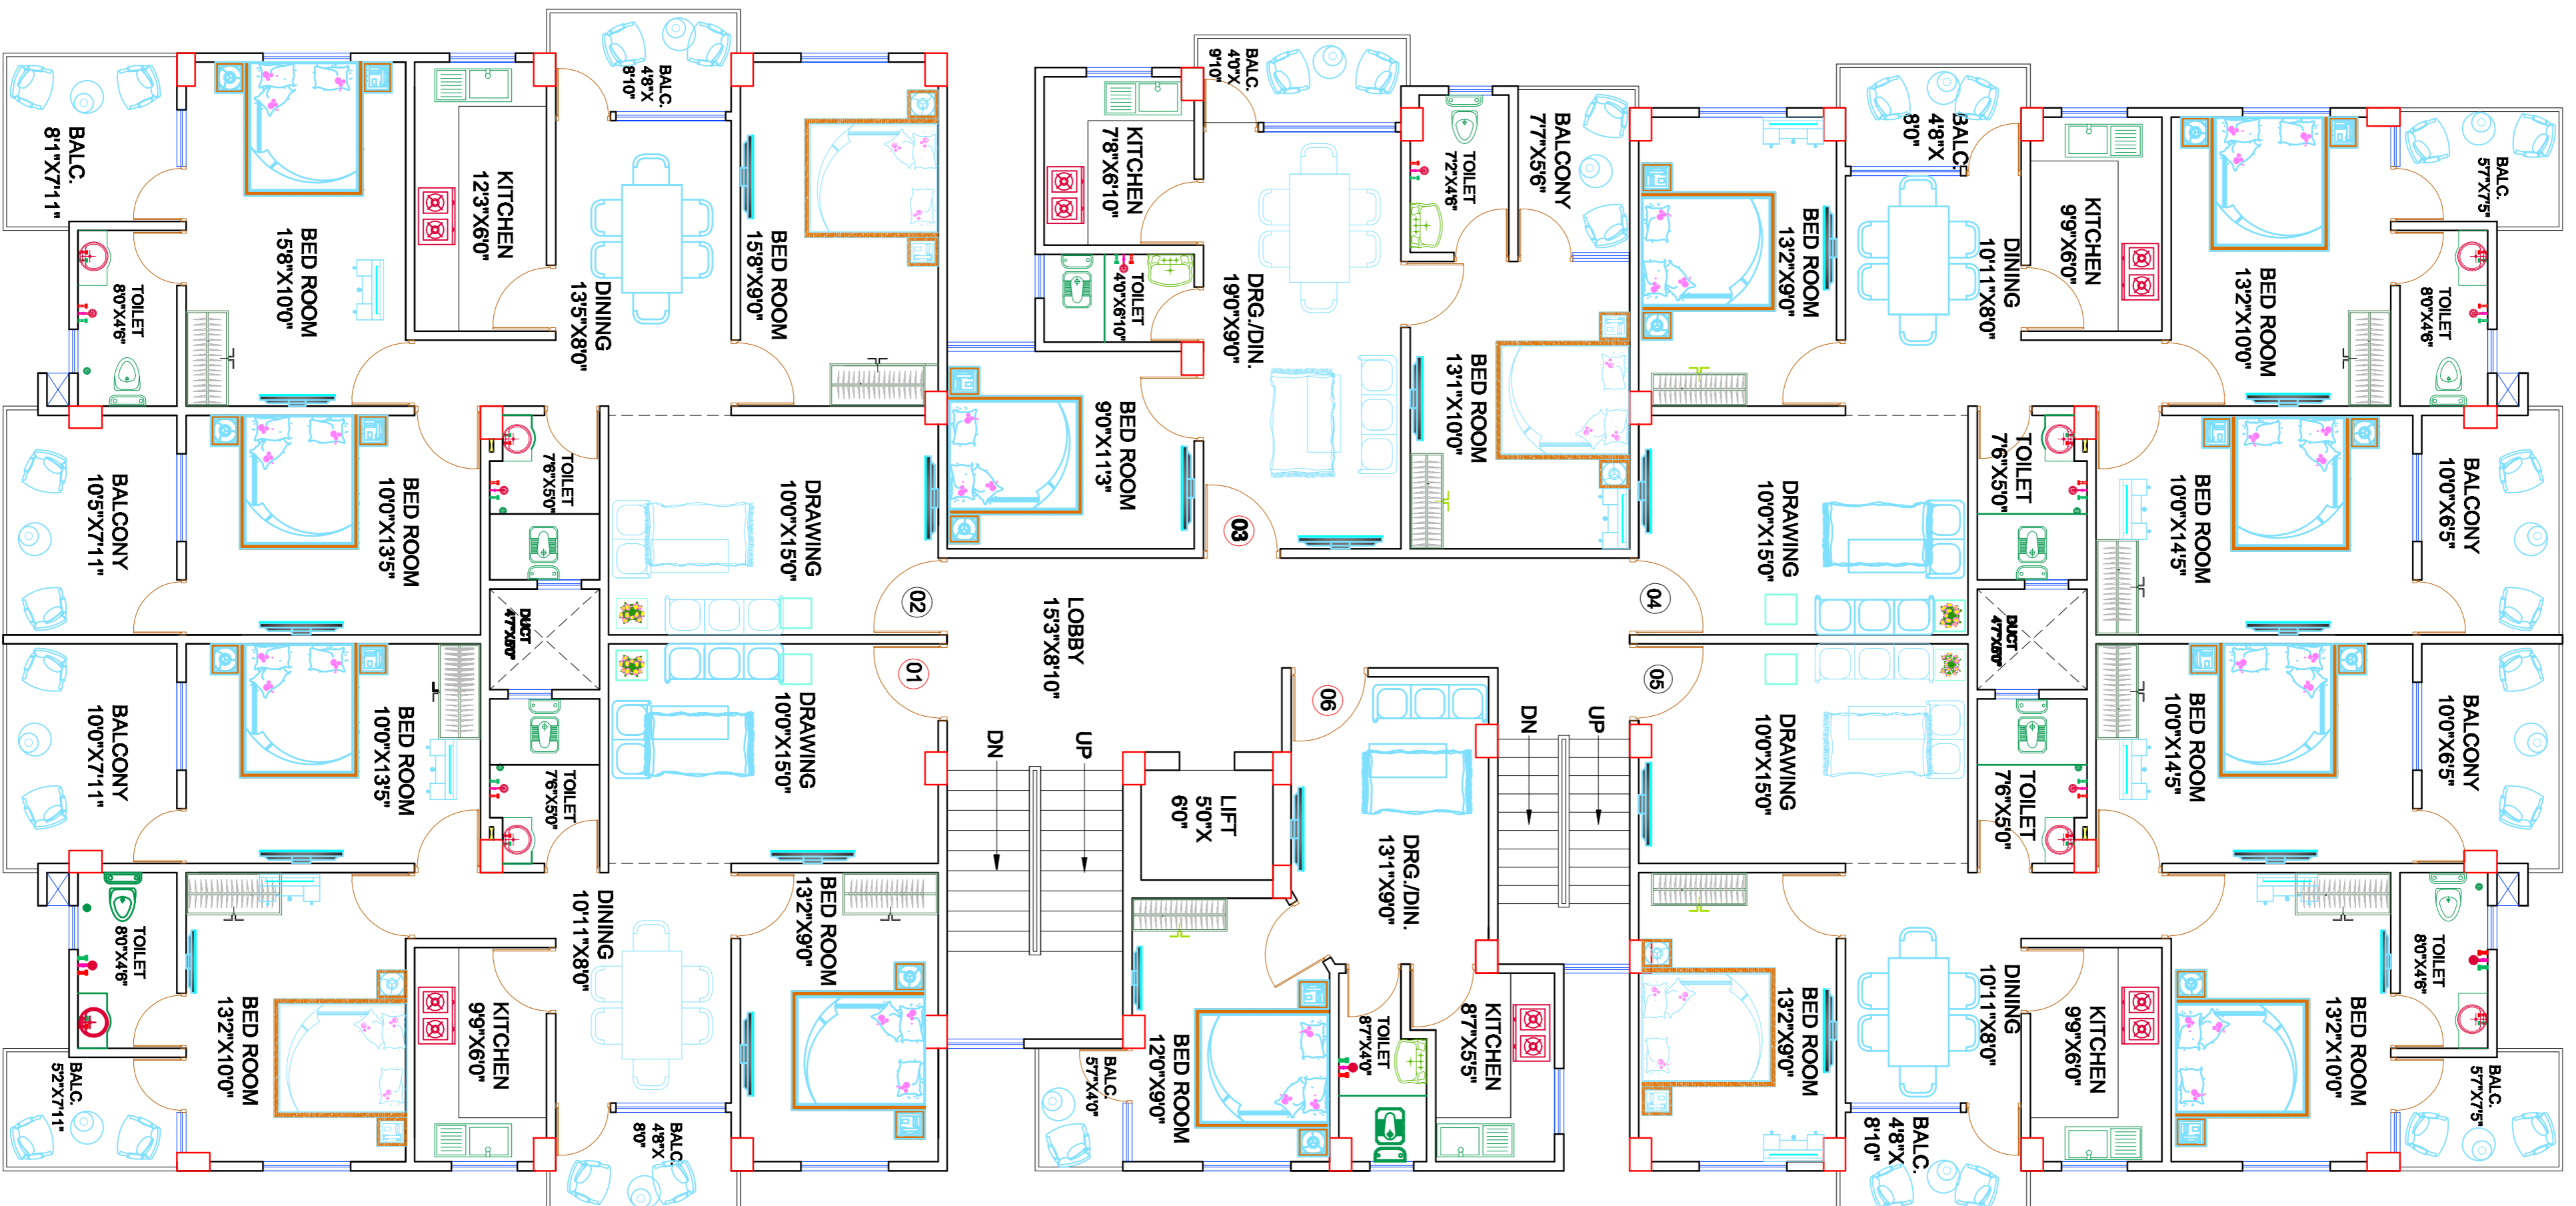 BALC.
8'1"X7'11"
BED ROOM
15'8"X10'0"
TOILET
8'0"X4'6"
KITCHEN
12'3"X6'0"
BALC.
4'8"X
8'10"
DINING
13'5"X8'0"
BED ROOM
15'8"X9'0"
BALCONY
10'5"X7'11"
BED ROOM
10'0"X13'5"
TOILET
7'6"X5'0"
DRAWING
10'0"X15'0"
02
DUCT
4'7"X5'0"
BALC.
4'0"X
9'10"
KITCHEN
7'8"X6'10"
TOILET
4'0"X6'10"
DRG./DIN.
19'0"X9'0"
TOILET
7'2"X4'6"
BALCONY
7'7"X5'6"
BED ROOM
13'1"X10'0"
BED ROOM
9'0"X11'3"
03
BALC.
4'8"X
8'0"
BED ROOM
13'2"X9'0"
DINING
10'11"X8'0"
KITCHEN
9'9"X6'0"
BED ROOM
13'2"X10'0"
BALC.
5'7"X7'5"
TOILET
8'0"X4'6"
DRAWING
10'0"X15'0"
TOILET
7'6"X5'0"
BED ROOM
10'0"X14'5"
BALCONY
10'0"X6'5"
04
DUCT
4'7"X5'0"
LOBBY
15'3"X8'10"
BALCONY
10'0"X7'11"
BED ROOM
10'0"X13'5"
TOILET
7'6"X5'0"
DRAWING
10'0"X15'0"
01
DN
UP
LIFT
5'0"X
6'0"
06
DRG./DIN.
13'1"X9'0"
DN
UP
05
DRAWING
10'0"X15'0"
TOILET
7'6"X5'0"
BED ROOM
10'0"X14'5"
BALCONY
10'0"X6'5"
TOILET
8'0"X4'6"
BALC.
5'2"X7'11"
BED ROOM
13'2"X10'0"
KITCHEN
9'9"X6'0"
DINING
10'11"X8'0"
BALC.
4'8"X
8'0"
BED ROOM
13'2"X9'0"
BALC.
5'7"X4'0"
BED ROOM
12'0"X9'0"
TOILET
8'7"X4'0"
KITCHEN
8'7"X5'5"
BED ROOM
13'2"X9'0"
BALC.
4'8"X
8'10"
DINING
10'11"X8'0"
KITCHEN
9'9"X6'0"
BED ROOM
13'2"X10'0"
TOILET
8'0"X4'6"
BALC.
5'7"X7'5"